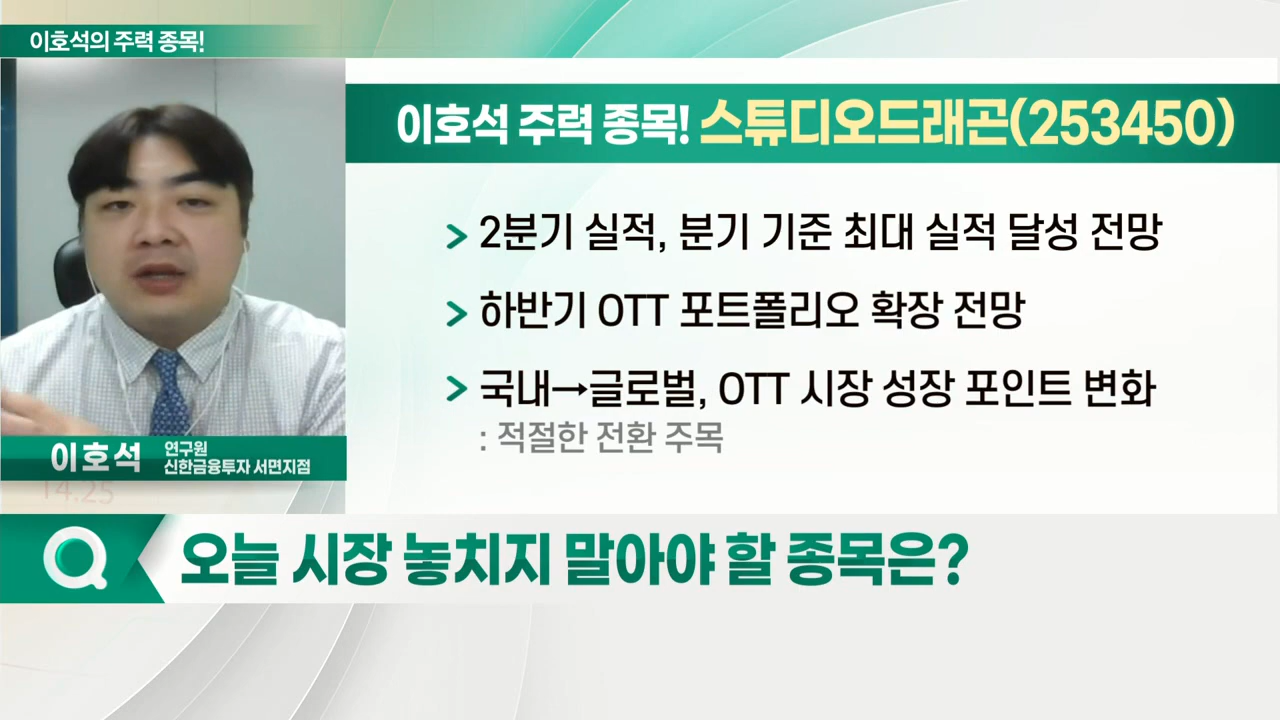 이호석의 주력 종목!
이호석 주력 종목! 스튜디오드래곤(253450)
> 2분기 실적, 분기 기준 최대 실적 달성 전망
> 하반기 OTT 포트폴리오 확장 전망
> 국내→글로벌, OTT 시장 성장 포인트 변화
: 적절한 전환 주목
이호석 연구원
신한금융투자 서면지점
14.25
오늘 시장 놓치지 말아야 할 종목은?